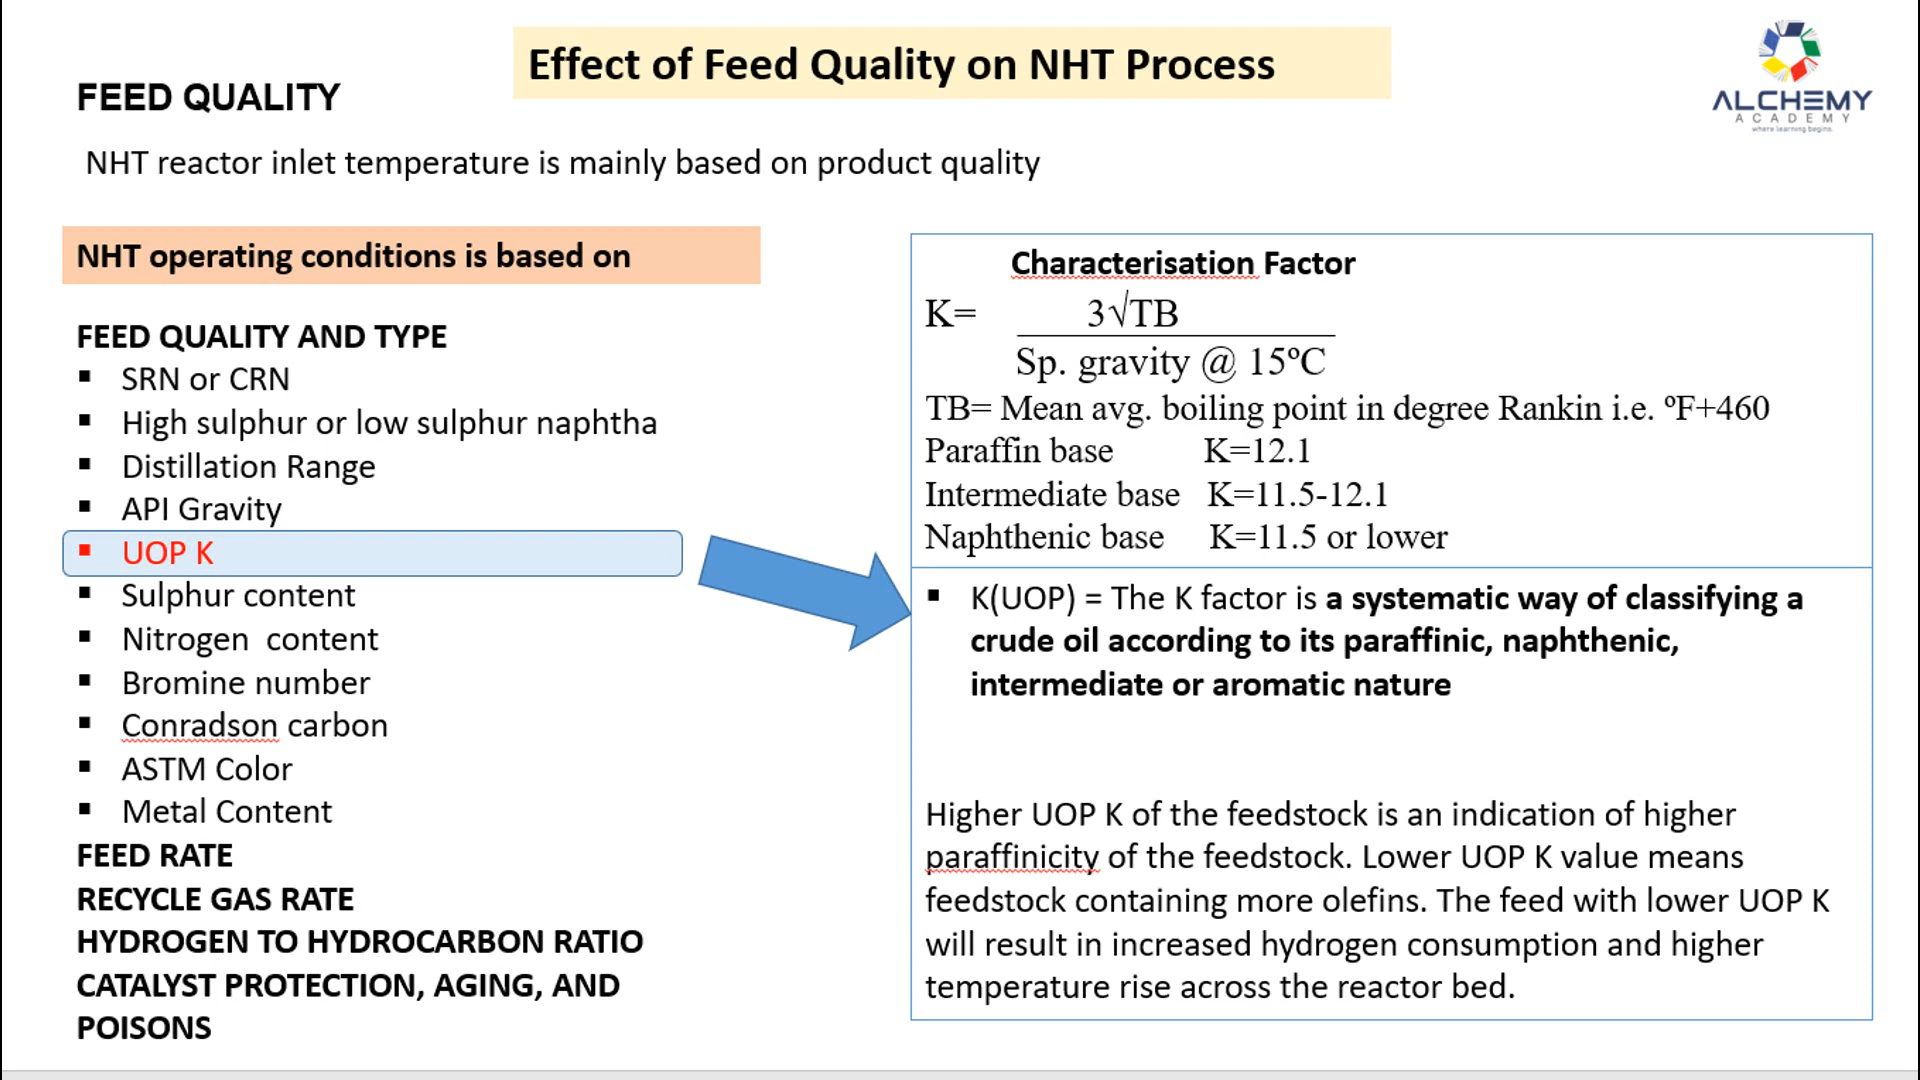 Effect of Feed Quality on NHT Process
FEED QUALITY
ALCHEMY
ACADEMY
where learning begins.
NHT reactor inlet temperature is mainly based on product quality
NHT operating conditions is based on
FEED QUALITY AND TYPE
▪ SRN or CRN
▪ High sulphur or low sulphur naphtha
▪ Distillation Range
▪ API Gravity
▪ UOP K
▪ Sulphur content
▪ Nitrogen content
▪ Bromine number
▪ Conradson carbon
▪ ASTM Color
▪ Metal Content
FEED RATE
RECYCLE GAS RATE
HYDROGEN TO HYDROCARBON RATIO
CATALYST PROTECTION, AGING, AND
POISONS
Characterisation Factor
K= 3√TB
Sp. gravity @ 15ºC
TB= Mean avg. boiling point in degree Rankin i.e. ºF+460
Paraffin base K=12.1
Intermediate base K=11.5-12.1
Naphthenic base K=11.5 or lower
▪ K(UOP) = The K factor is a systematic way of classifying a
crude oil according to its paraffinic, naphthenic,
intermediate or aromatic nature
Higher UOP K of the feedstock is an indication of higher
paraffinicity of the feedstock. Lower UOP K value means
feedstock containing more olefins. The feed with lower UOP K
will result in increased hydrogen consumption and higher
temperature rise across the reactor bed.